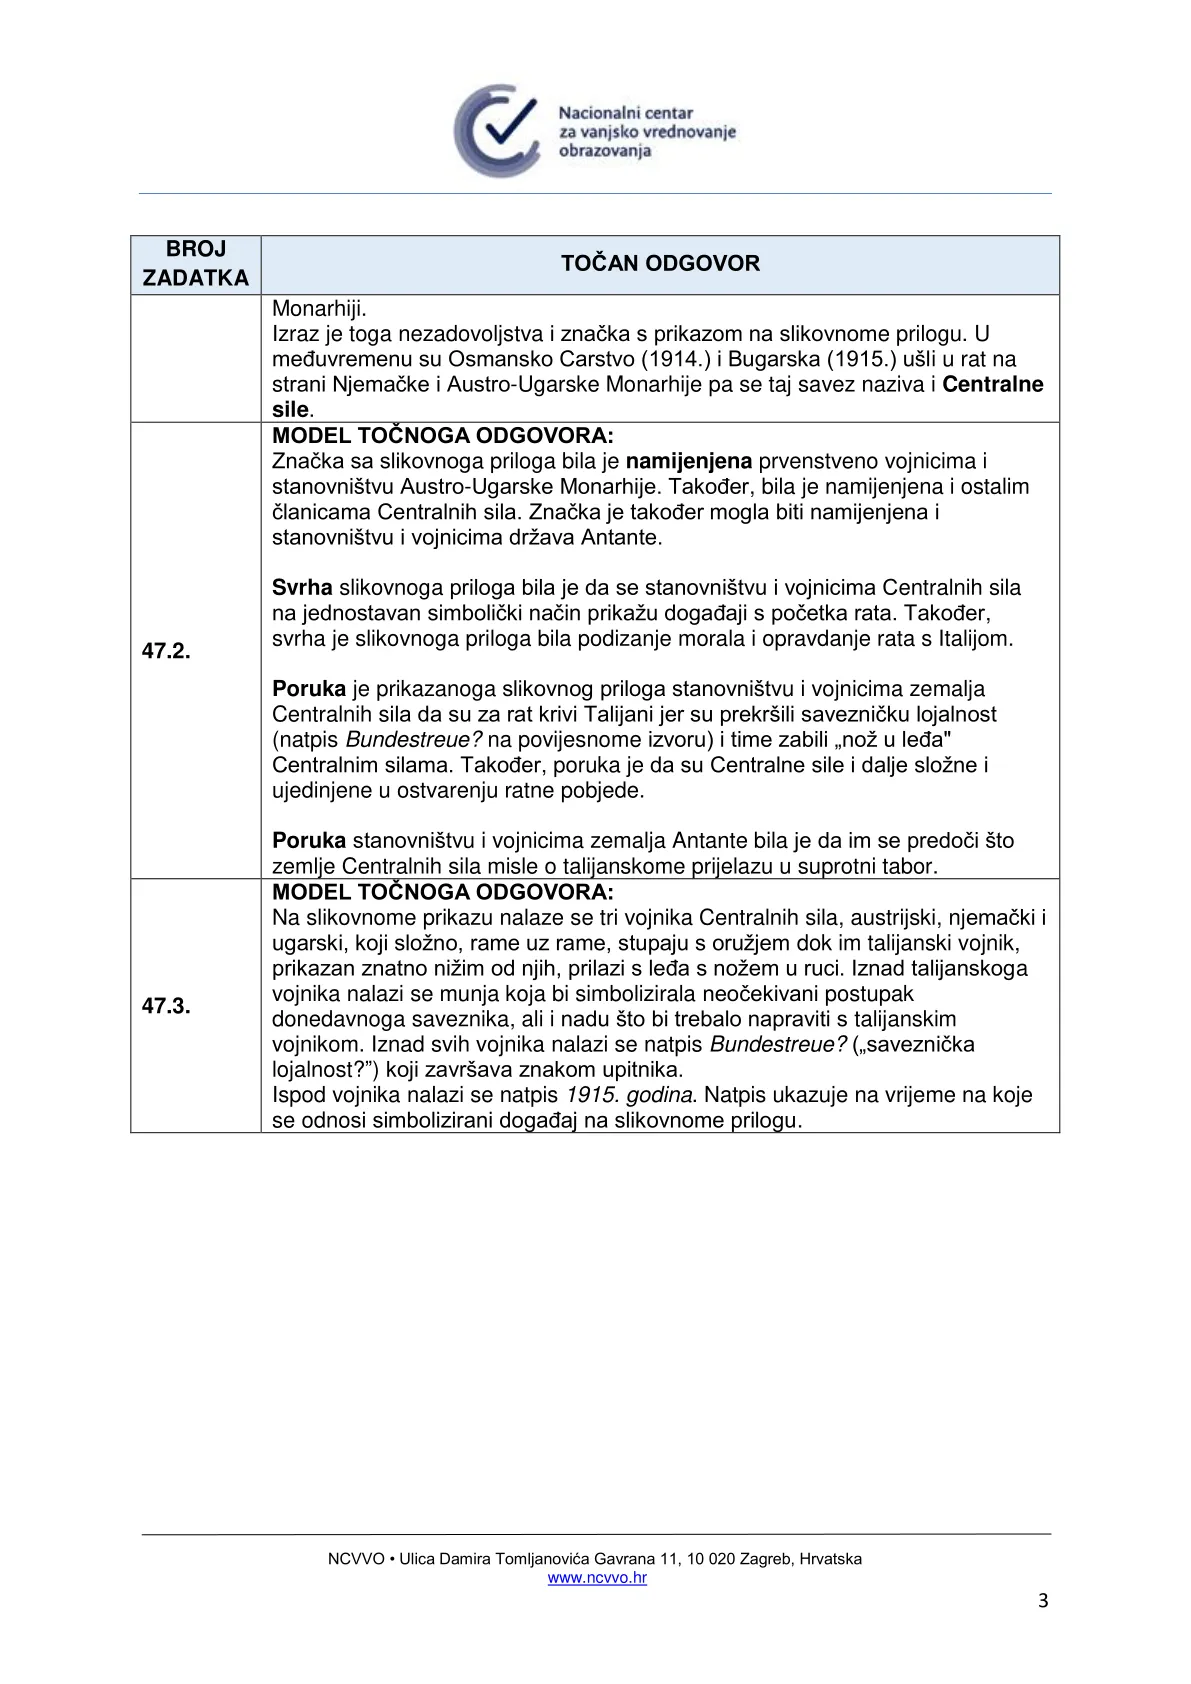 Nacionalni centar
za vanjsko vrednovanje
obrazovanja
BROJ
ZADATKA
TOČAN ODGOVOR
Monarhiji.
Izraz je toga nezadovoljstva i značka s prikazom na slikovnome prilogu. U
međuvremenu su Osmansko Carstvo (1914.) i Bugarska (1915.) ušli u rat na
strani Njemačke i Austro-Ugarske Monarhije pa se taj savez naziva i Centralne
sile.
47.2.
MODEL TOČNOGA ODGOVORA:
Značka sa slikovnoga priloga bila je namijenjena prvenstveno vojnicima i
stanovništvu Austro-Ugarske Monarhije. Također, bila je namijenjena i ostalim
članicama Centralnih sila. Značka je također mogla biti namijenjena i
stanovništvu i vojnicima država Antante.
Svrha slikovnoga priloga bila je da se stanovništvu i vojnicima Centralnih sila
na jednostavan simbolički način prikažu događaji s početka rata. Također,
svrha je slikovnoga priloga bila podizanje morala i opravdanje rata s Italijom.
Poruka je prikazanoga slikovnog priloga stanovništvu i vojnicima zemalja
Centralnih sila da su za rat krivi Talijani jer su prekršili savezničku lojalnost
(natpis Bundestreue? na povijesnome izvoru) i time zabili „nož u leđa"
Centralnim silama. Također, poruka je da su Centralne sile i dalje složne i
ujedinjene u ostvarenju ratne pobjede.
Poruka stanovništvu i vojnicima zemalja Antante bila je da im se predoči što
zemlje Centralnih sila misle o talijanskome prijelazu u suprotni tabor.
47.3.
MODEL TOČNOGA ODGOVORA:
Na slikovnome prikazu nalaze se tri vojnika Centralnih sila, austrijski, njemački i
ugarski, koji složno, rame uz rame, stupaju s oružjem dok im talijanski vojnik,
prikazan znatno nižim od njih, prilazi s leđa s nožem u ruci. Iznad talijanskoga
vojnika nalazi se munja koja bi simbolizirala neočekivani postupak
donedavnoga saveznika, ali i nadu što bi trebalo napraviti s talijanskim
vojnikom. Iznad svih vojnika nalazi se natpis Bundestreue? („saveznička
lojalnost?”) koji završava znakom upitnika.
Ispod vojnika nalazi se natpis 1915. godina. Natpis ukazuje na vrijeme na koje
se odnosi simbolizirani događaj na slikovnome prilogu.
NCVVO • Ulica Damira Tomljanovića Gavrana 11, 10 020 Zagreb, Hrvatska
www.ncvvo.hr
3